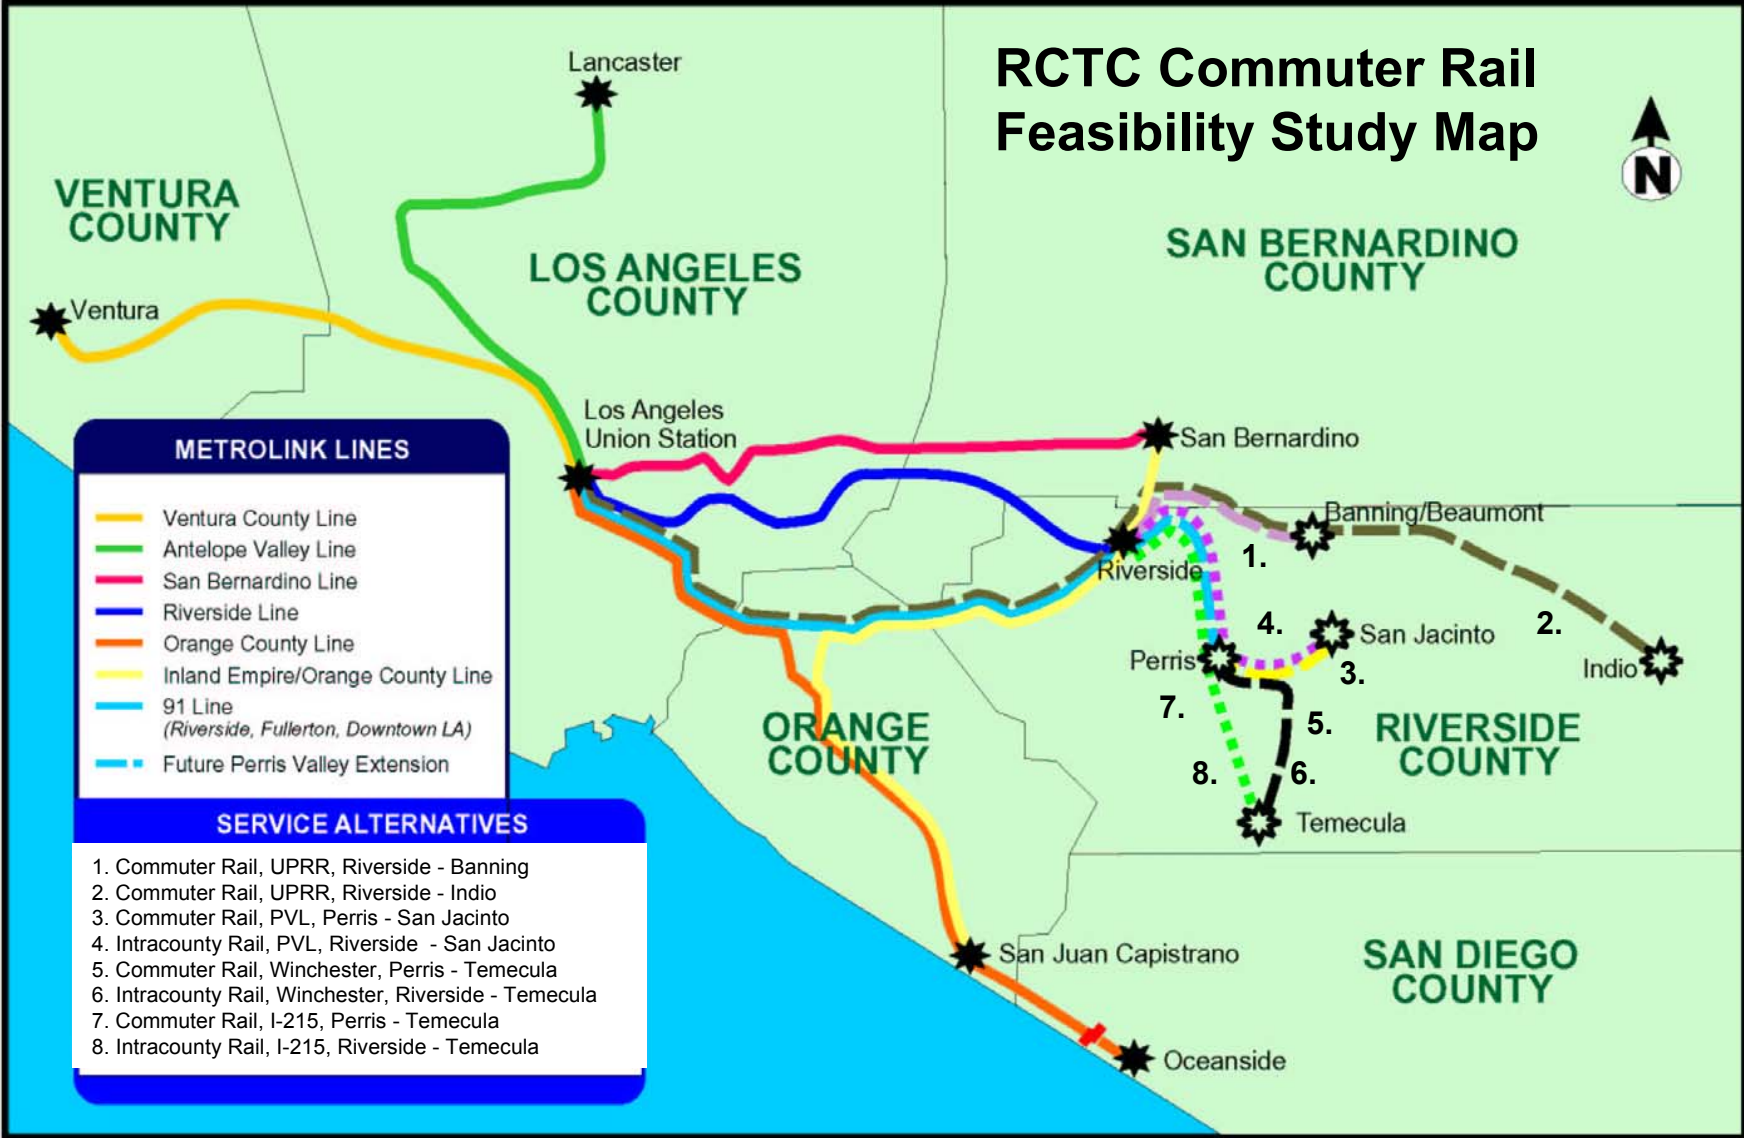 RCTC Commuter Rail
Feasibility Study Map
N
Lancaster
VENTURA
COUNTY
LOS ANGELES
COUNTY
SAN BERNARDINO
COUNTY
Ventura
Los Angeles
Union Station
San Bernardino
Banning/Beaumont
Riverside
1.
4.
San Jacinto
2.
Perris
3.
Indio
7.
5.
ORANGE
COUNTY
RIVERSIDE
COUNTY
8.
6.
Temecula
San Juan Capistrano
SAN DIEGO
COUNTY
Oceanside
METROLINK LINES
Ventura County Line
Antelope Valley Line
San Bernardino Line
Riverside Line
Orange County Line
Inland Empire/Orange County Line
91 Line
(Riverside, Fullerton, Downtown LA)
Future Perris Valley Extension
SERVICE ALTERNATIVES
1. Commuter Rail, UPRR, Riverside - Banning
2. Commuter Rail, UPRR, Riverside - Indio
3. Commuter Rail, PVL, Perris - San Jacinto
4. Intracounty Rail, PVL, Riverside - San Jacinto
5. Commuter Rail, Winchester, Perris - Temecula
6. Intracounty Rail, Winchester, Riverside - Temecula
7. Commuter Rail, I-215, Perris - Temecula
8. Intracounty Rail, I-215, Riverside - Temecula